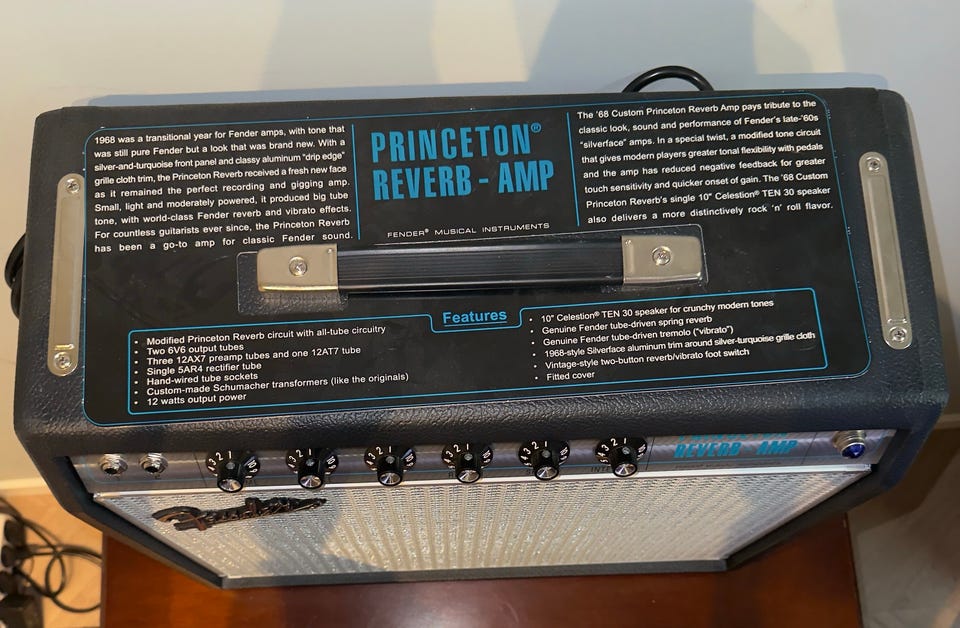 1968 was a transitional year for Fender amps, with tone that
was still pure Fender but a look that was brand new. With a
silver-and-turquoise front panel and classy aluminum "drip edge"
grille cloth trim, the Princeton Reverb received a fresh new face
as it remained the perfect recording and gigging amp.
Small, light and moderately powered, it produced big tube
tone, with world-class Fender reverb and vibrato effects.
For countless guitarists ever since, the Princeton Reverb
has been a go-to amp for classic Fender sound.
PRINCETON®
REVERB - AMP
FENDER® MUSICAL INSTRUMENTS
The '68 Custom Princeton Reverb Amp pays tribute to the
classic look, sound and performance of Fender's late-'60s
"silverface" amps. In a special twist, a modified tone circuit
that gives modern players greater tonal flexibility with pedals
and the amp has reduced negative feedback for greater
touch sensitivity and quicker onset of gain. The '68 Custom
Princeton Reverb's single 10" Celestion® TEN 30 speaker
also delivers a more distinctively rock 'n' roll flavor.
Features
• Modified Princeton Reverb circuit with all-tube circuitry
• Two 6V6 output tubes
• Three 12AX7 preamp tubes and one 12AT7 tube
• Single 5AR4 rectifier tube
• Hand-wired tube sockets
• Custom-made Schumacher transformers (like the originals)
• 12 watts output power
• 10" Celestion® TEN 30 speaker for crunchy modern tones
• Genuine Fender tube-driven spring reverb
• Genuine Fender tube-driven tremolo ("vibrato")
• 1968-style Silverface aluminum trim around silver-turquoise grille cloth
• Vintage-style two-button reverb/vibrato foot switch
• Fitted cover
REVERB - AMP
Fender